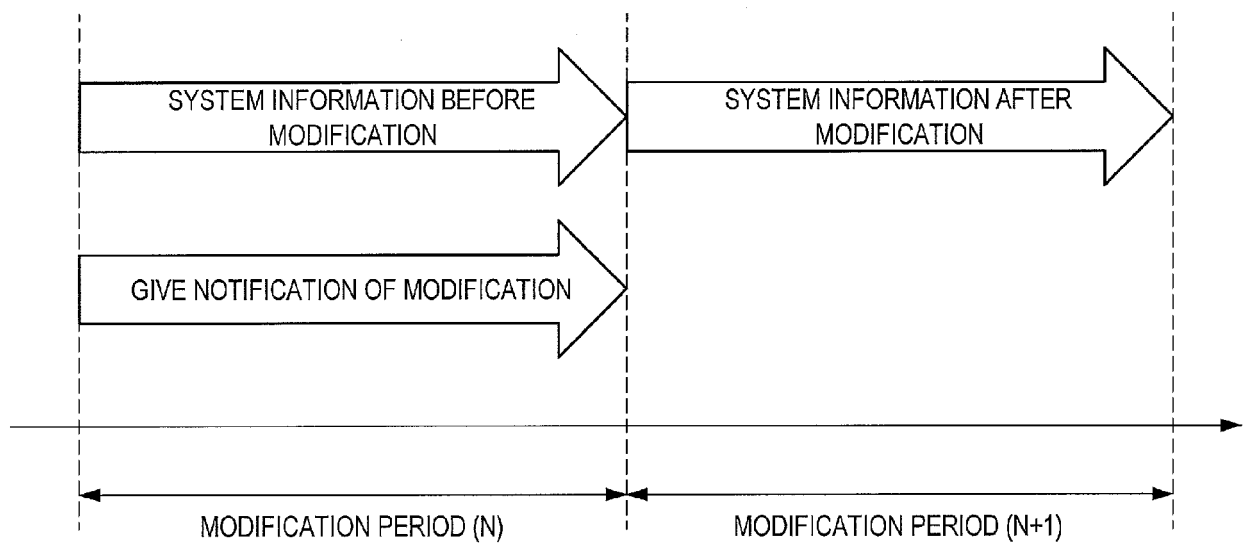 SYSTEM INFORMATION BEFORE
MODIFICATION
SYSTEM INFORMATION AFTER
MODIFICATION
GIVE NOTIFICATION OF MODIFICATION
MODIFICATION PERIOD (N)
MODIFICATION PERIOD (N+1)